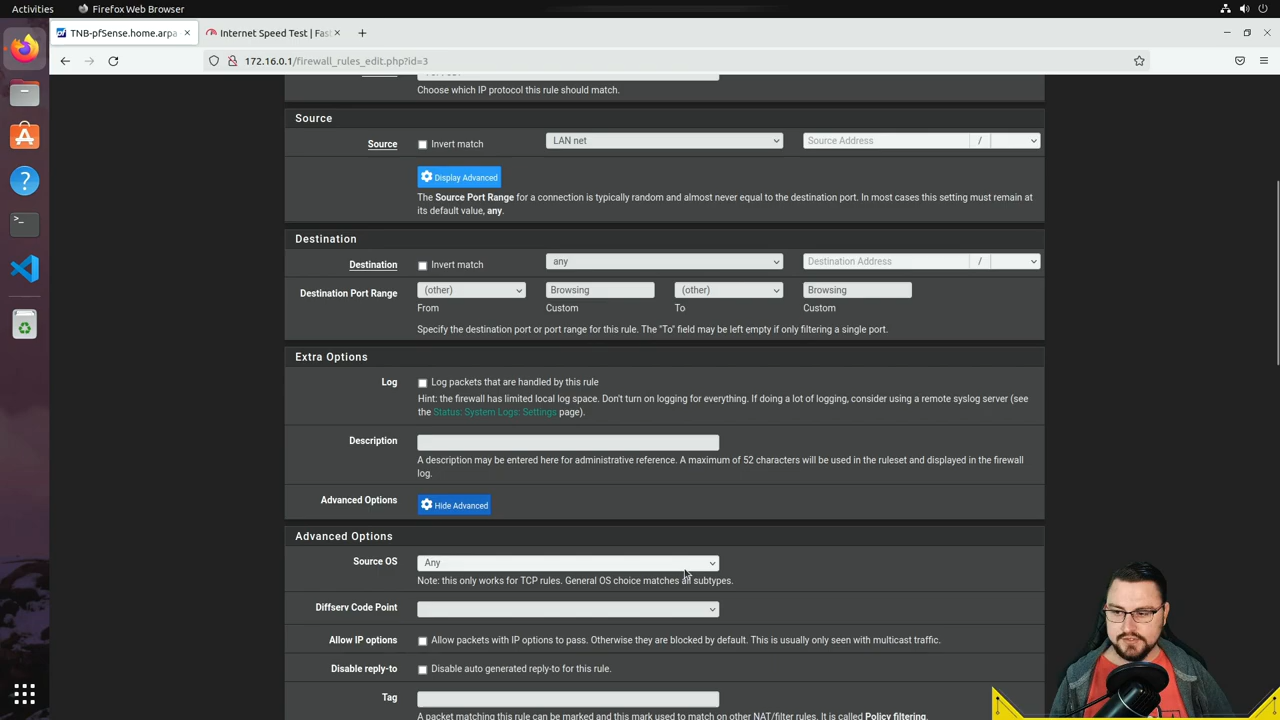 Activities
Firefox Web Browser
TNB-pfSense.home.arpa
Internet Speed Test | Fas
172.16.0.1/firewall_rules_edit.php?id=3
Choose which IP protocol this rule should match.
Source
Source
Invert match
LAN net
Source Address
/
Display Advanced
The Source Port Range for a connection is typically random and almost never equal to the destination port. In most cases this setting must remain at
its default value, any.
Destination
Destination
Invert match
any
Destination Address
/
Destination Port Range
(other)
Browsing
(other)
Browsing
From
Custom
To
Custom
Specify the destination port or port range for this rule. The "To" field may be left empty if only filtering a single port.
Extra Options
Log
Log packets that are handled by this rule
Hint: the firewall has limited local log space. Don't turn on logging for everything. If doing a lot of logging, consider using a remote syslog server (see
the Status: System Logs: Settings page).
Description
A description may be entered here for administrative reference. A maximum of 52 characters will be used in the ruleset and displayed in the firewall
log.
Advanced Options
Hide Advanced
Advanced Options
Source OS
Any
Note: this only works for TCP rules. General OS choice matches all subtypes.
Diffserv Code Point
Allow IP options
Allow packets with IP options to pass. Otherwise they are blocked by default. This is usually only seen with multicast traffic.
Disable reply-to
Disable auto generated reply-to for this rule.
Tag
A packet matching this rule can be marked and this mark used to match on other NAT/filter rules. It is called Policy filtering.